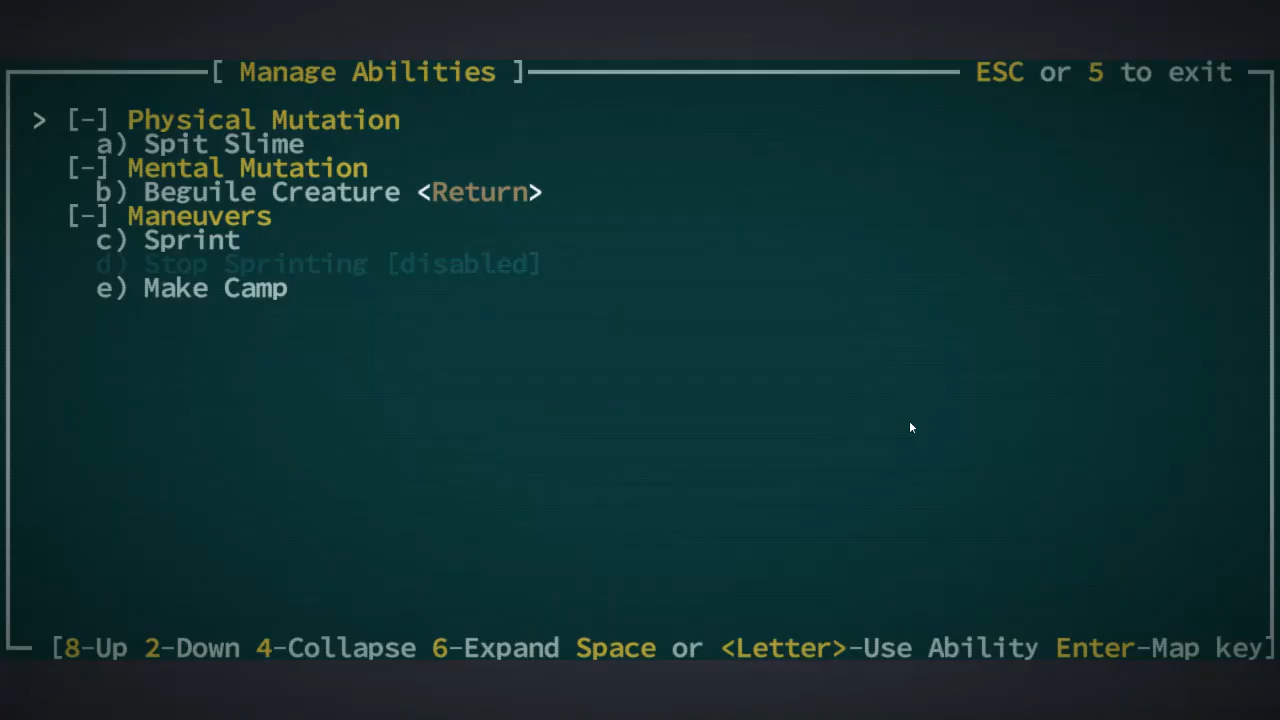 [ Manage Abilities ] ESC or 5 to exit
> [-] Physical Mutation
a) Spit Slime
[-] Mental Mutation
b) Beguile Creature <Return>
[-] Maneuvers
c) Sprint
d) Stop Sprinting [disabled]
e) Make Camp
[8-Up 2-Down 4-Collapse 6-Expand Space or <Letter>-Use Ability Enter-Map key]